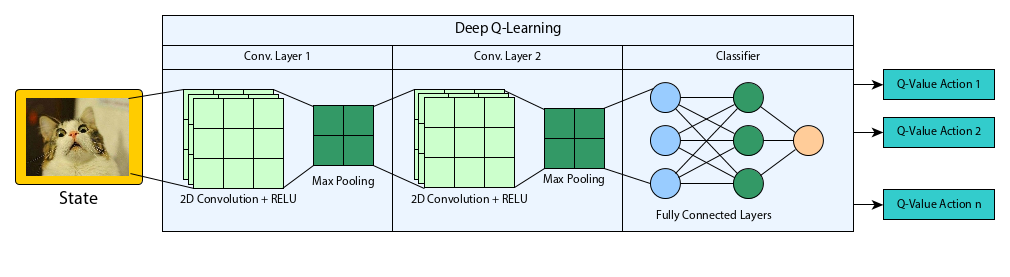 Deep Q-Learning
Conv. Layer 1
Conv. Layer 2
Classifier
State
2D Convolution + RELU
Max Pooling
2D Convolution + RELU
Max Pooling
Fully Connected Layers
Q-Value Action 1
Q-Value Action 2
Q-Value Action n